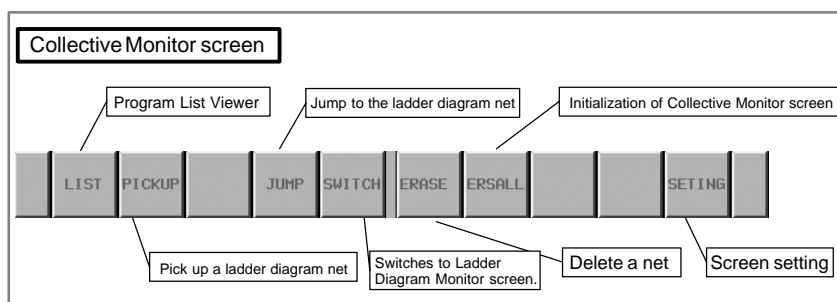 Collective Monitor screen
Program List Viewer
Jump to the ladder diagram net
Initialization of Collective Monitor screen
LIST PICKUP JUMP SWITCH ERASE ERSALL SETING
Pick up a ladder diagram net
Switches to Ladder
Diagram Monitor screen.
Delete a net
Screen setting